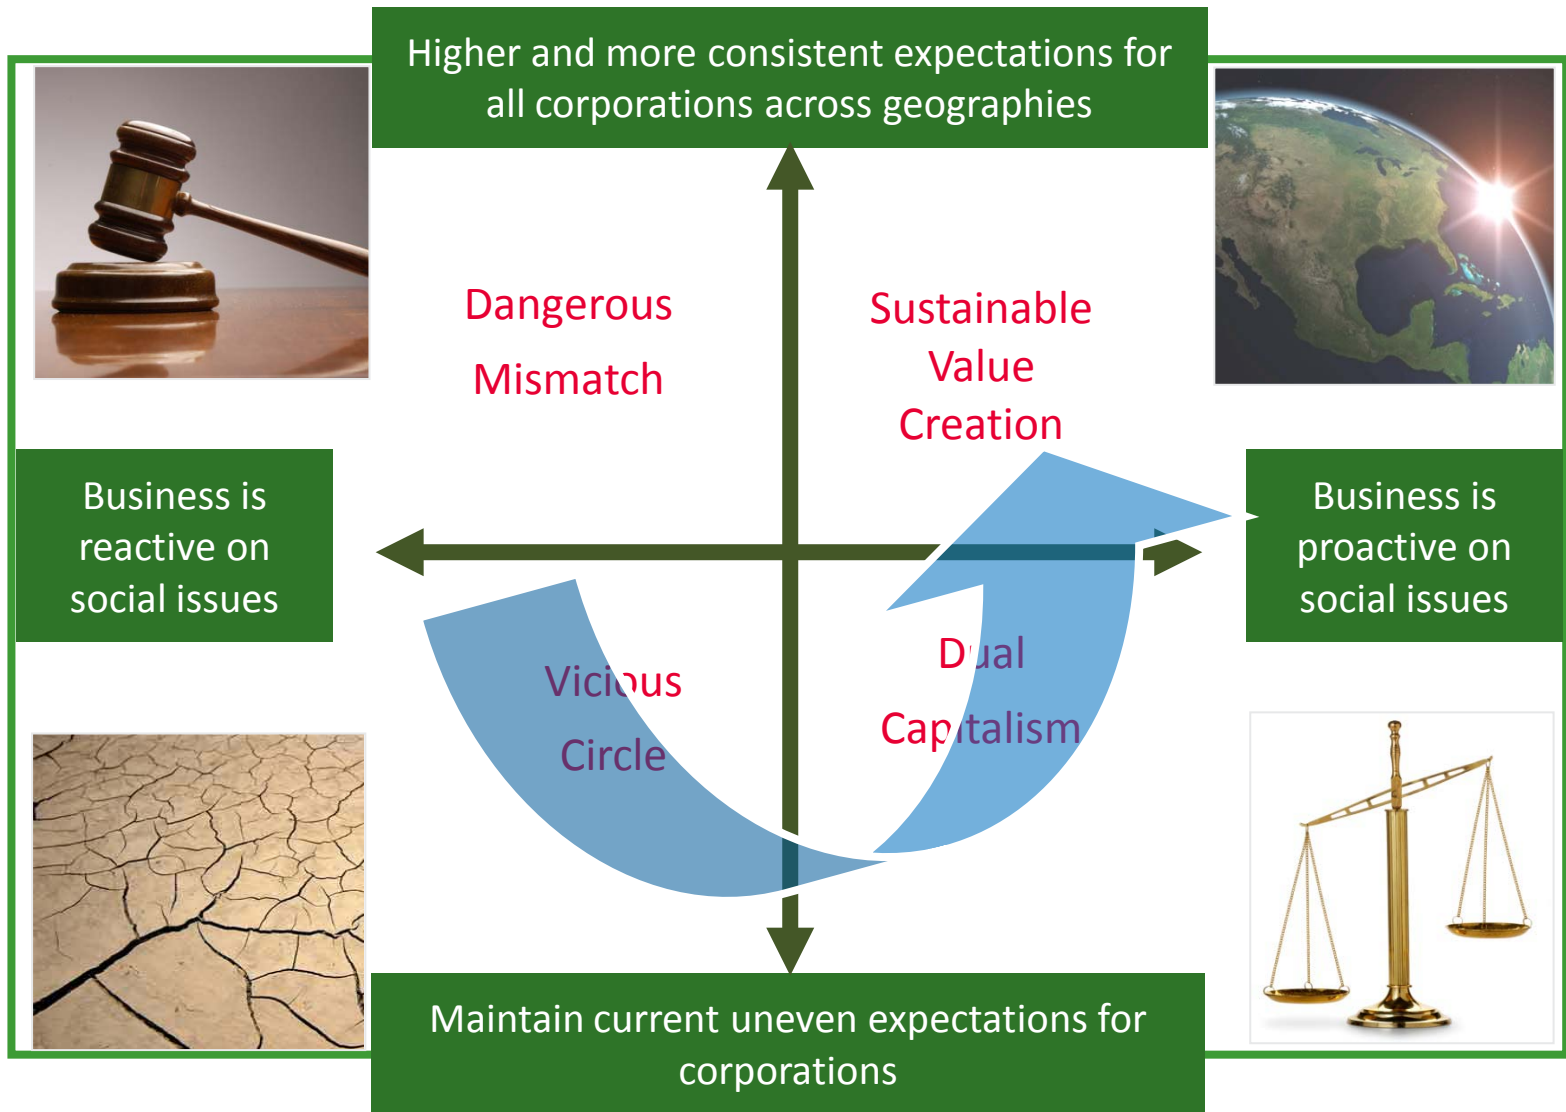 Higher and more consistent expectations for
all corporations across geographies
Dangerous
Mismatch
Sustainable
Value
Creation
Business is
reactive on
social issues
Business is
proactive on
social issues
Vicious
Circle
Dual
Capitalism
Maintain current uneven expectations for
corporations